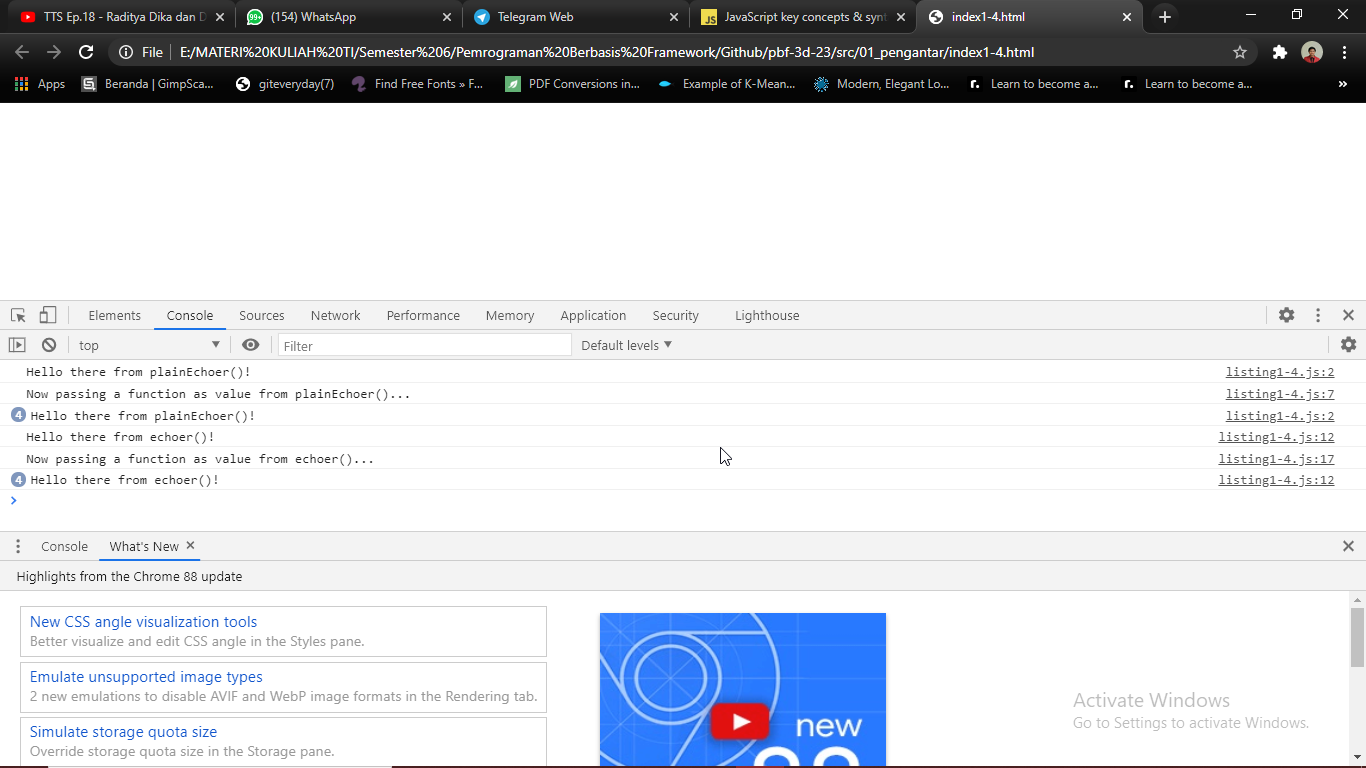 TTS Ep.18 - Raditya Dika dan D
(154) WhatsApp
Telegram Web
JS JavaScript key concepts & synt
index1-4.html
File E:/MATERI%20KULIAH%20TI/Semester%206/Pemrograman%20Berbasis%20Framework/Github/pbf-3d-23/src/01_pengantar/index1-4.html
Apps Beranda | GimpSca... giteveryday(7) Find Free Fonts » F... PDF Conversions in... Example of K-Mean... Modern, Elegant Lo... r. Learn to become a... r. Learn to become a... »
Elements Console Sources Network Performance Memory Application Security Lighthouse
top Filter Default levels
Hello there from plainEchoer()! listing1-4.js:2
Now passing a function as value from plainEchoer()... listing1-4.js:7
4 Hello there from plainEchoer()! listing1-4.js:2
Hello there from echoer()! listing1-4.js:12
Now passing a function as value from echoer()... listing1-4.js:17
4 Hello there from echoer()! listing1-4.js:12
Console What's New
Highlights from the Chrome 88 update
New CSS angle visualization tools
Better visualize and edit CSS angle in the Styles pane.
Emulate unsupported image types
2 new emulations to disable AVIF and WebP image formats in the Rendering tab.
Simulate storage quota size
Override storage quota size in the Storage pane.
new
Activate Windows
Go to Settings to activate Windows.